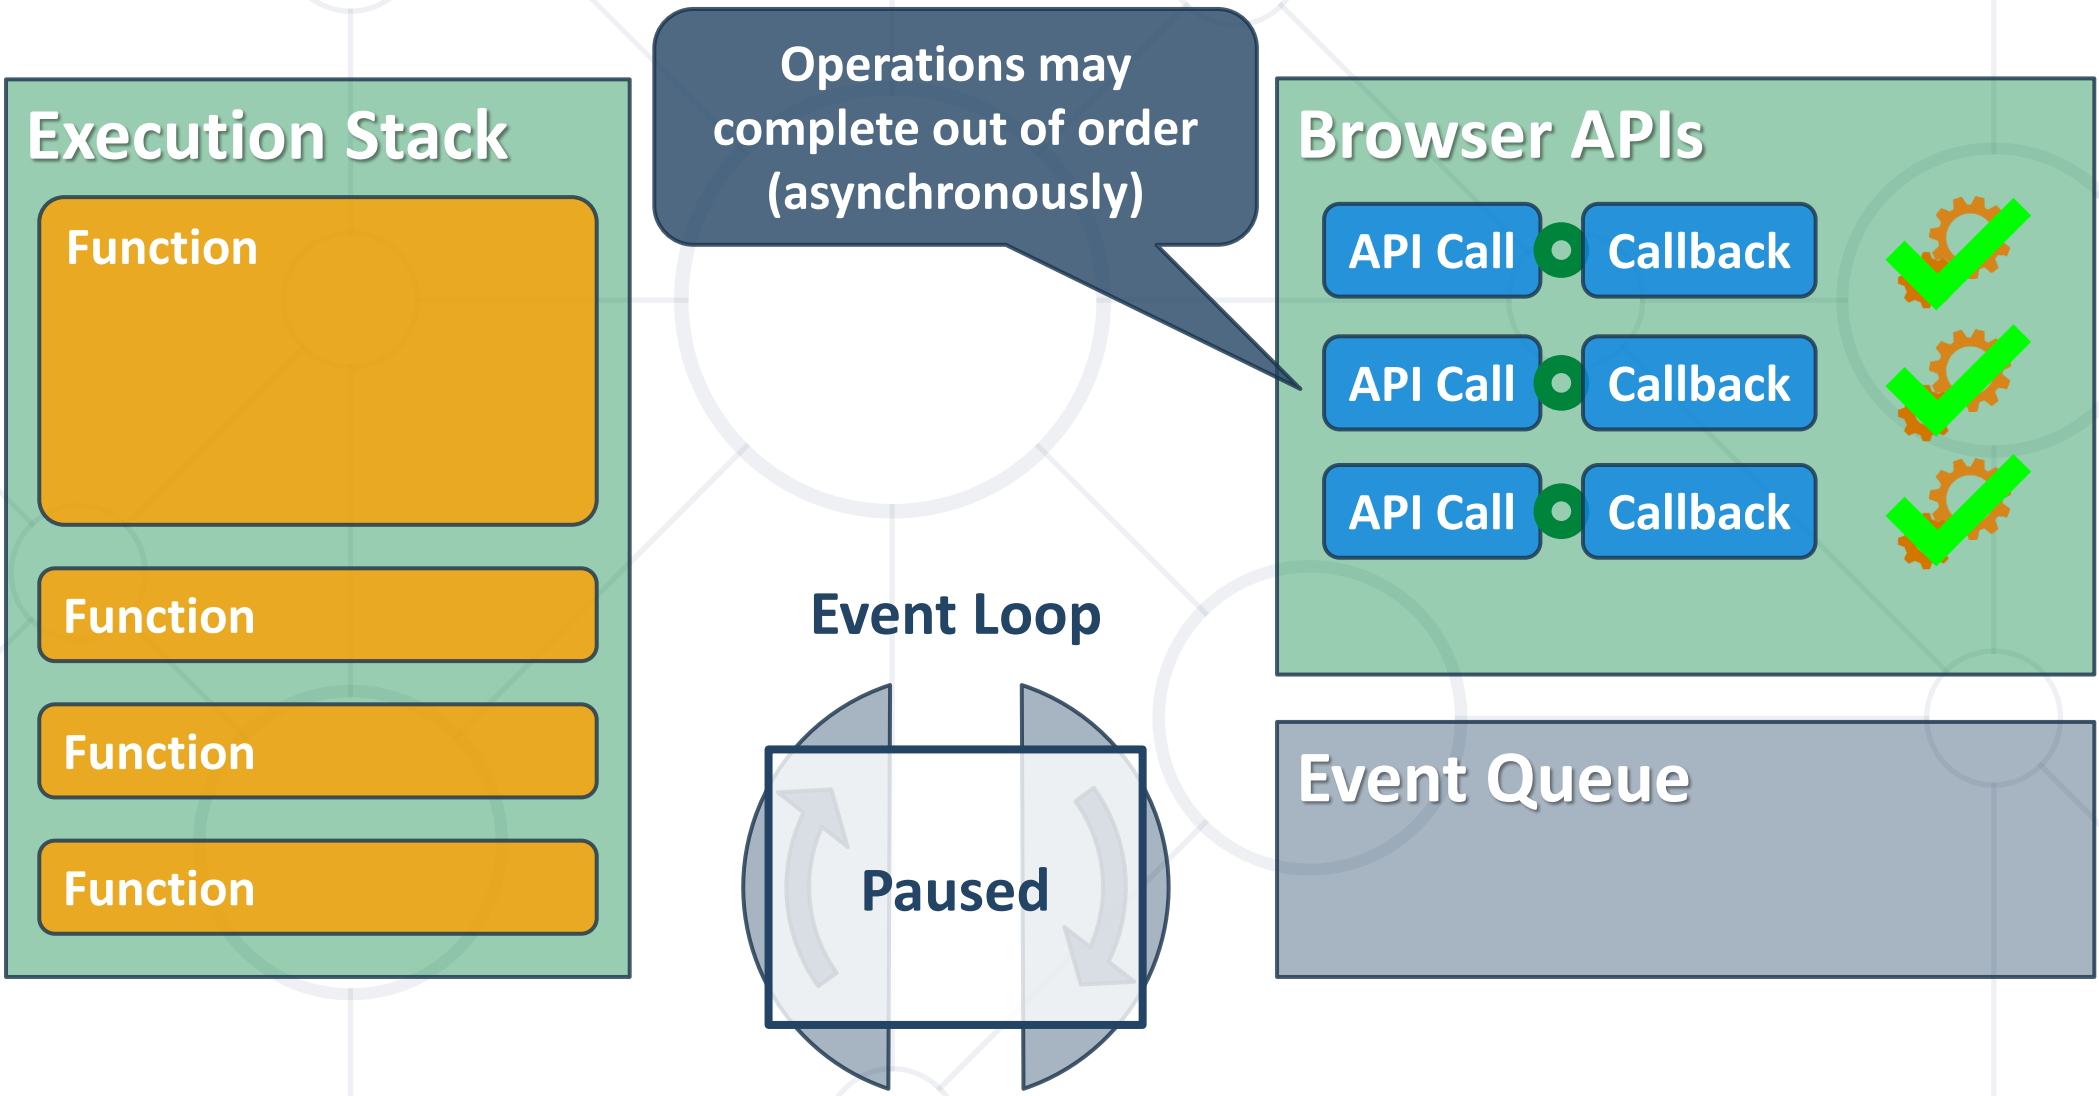 Operations may
complete out of order
(asynchronously)
Execution Stack
Function
Function
Function
Function
Event Loop
Paused
Browser APIs
API Call Callback
API Call Callback
API Call Callback
Event Queue